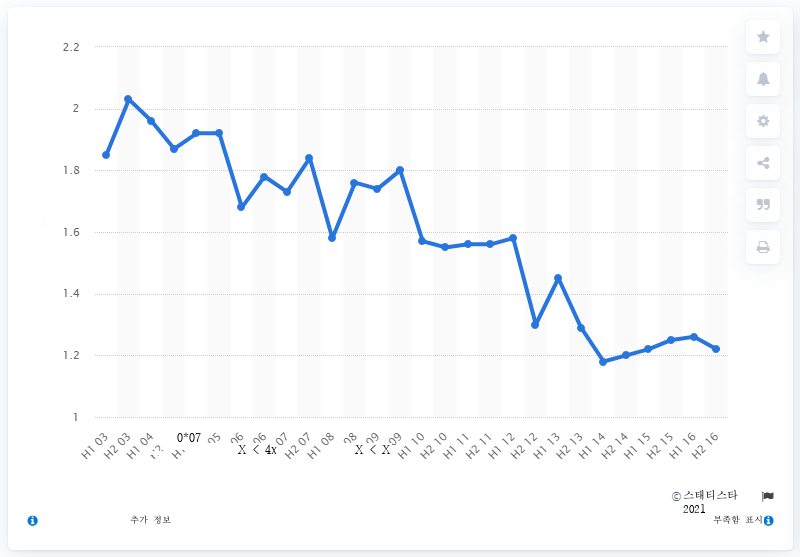 2.2
2
1.8
1.6
1.4
1.2
1
H1 03
H2 03
H1 04
0*07
05
06
X < 4x
06
07
H2 07
H1 08
08
X < X
09
09
H1 10
H2 10
H1 11
H2 11
H1 12
H2 12
H1 13
H2 13
H1 14
H2 14
H1 15
H2 15
H1 16
H2 16
© 스태티스타
2021
추가 정보
부족함 표시